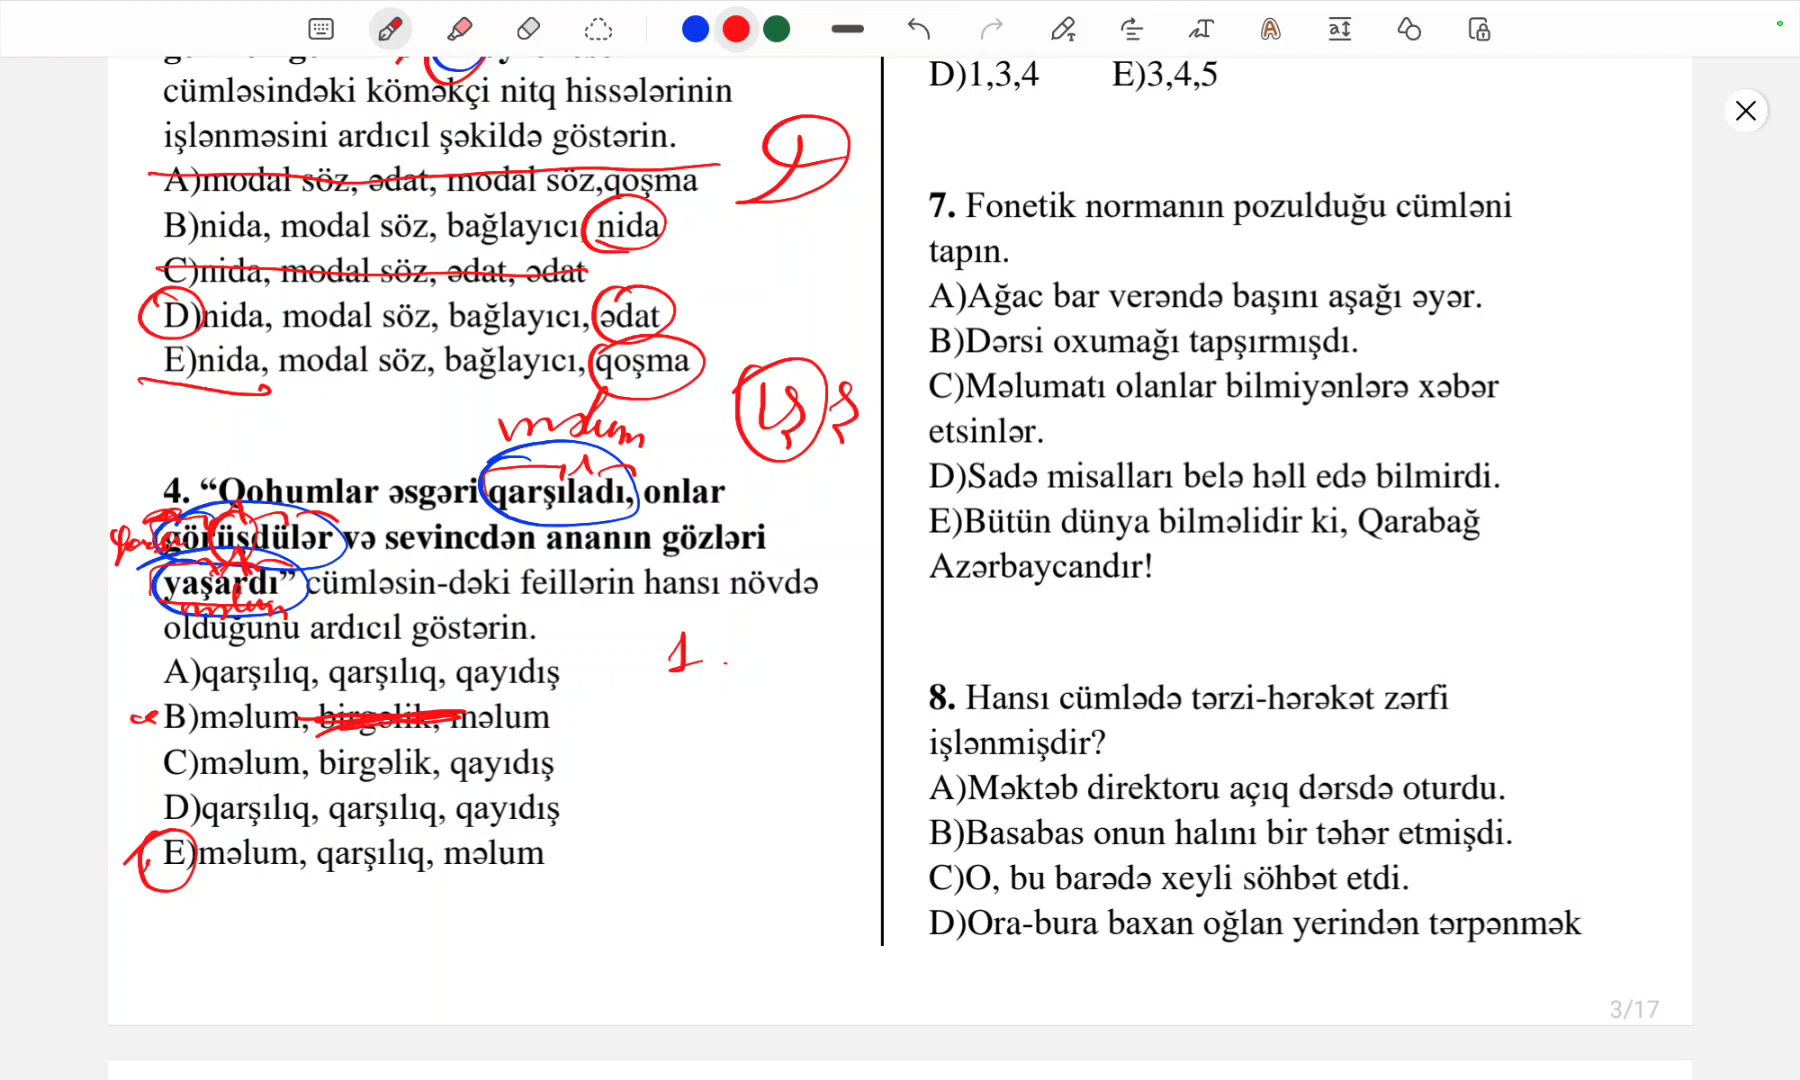 cümləsindəki köməkçi nitq hissələrinin
işlənməsini ardıcıl şəkildə göstərin.
A)modal söz, ədat, modal söz,qoşma
B)nida, modal söz, bağlayıcı, nida
C)nida, modal söz, ədat, ədat
D)nida, modal söz, bağlayıcı, ədat
E)nida, modal söz, bağlayıcı, qoşma
məlum
4. “Qohumlar əsgəri qarşıladı, onlar
görüşdülər və sevincdən ananın gözləri
yaşardı” cümləsin-dəki feillərin hansı növdə
məlum
olduğunu ardıcıl göstərin.
1
A)qarşılıq, qarşılıq, qayıdış
B)məlum, birgəlik, məlum
C)məlum, birgəlik, qayıdış
D)qarşılıq, qarşılıq, qayıdış
E)məlum, qarşılıq, məlum
D)1,3,4 E)3,4,5
7. Fonetik normanın pozulduğu cümləni
tapın.
A)Ağac bar verəndə başını aşağı əyər.
B)Dərsi oxumağı tapşırmışdı.
C)Məlumatı olanlar bilmiyənlərə xəbər
etsinlər.
D)Sadə misalları belə həll edə bilmirdi.
E)Bütün dünya bilməlidir ki, Qarabağ
Azərbaycandır!
8. Hansı cümlədə tərzi-hərəkət zərfi
işlənmişdir?
A)Məktəb direktoru açıq dərsdə oturdu.
B)Basabas onun halını bir təhər etmişdi.
C)O, bu barədə xeyli söhbət etdi.
D)Ora-bura baxan oğlan yerindən tərpənmək
3/17